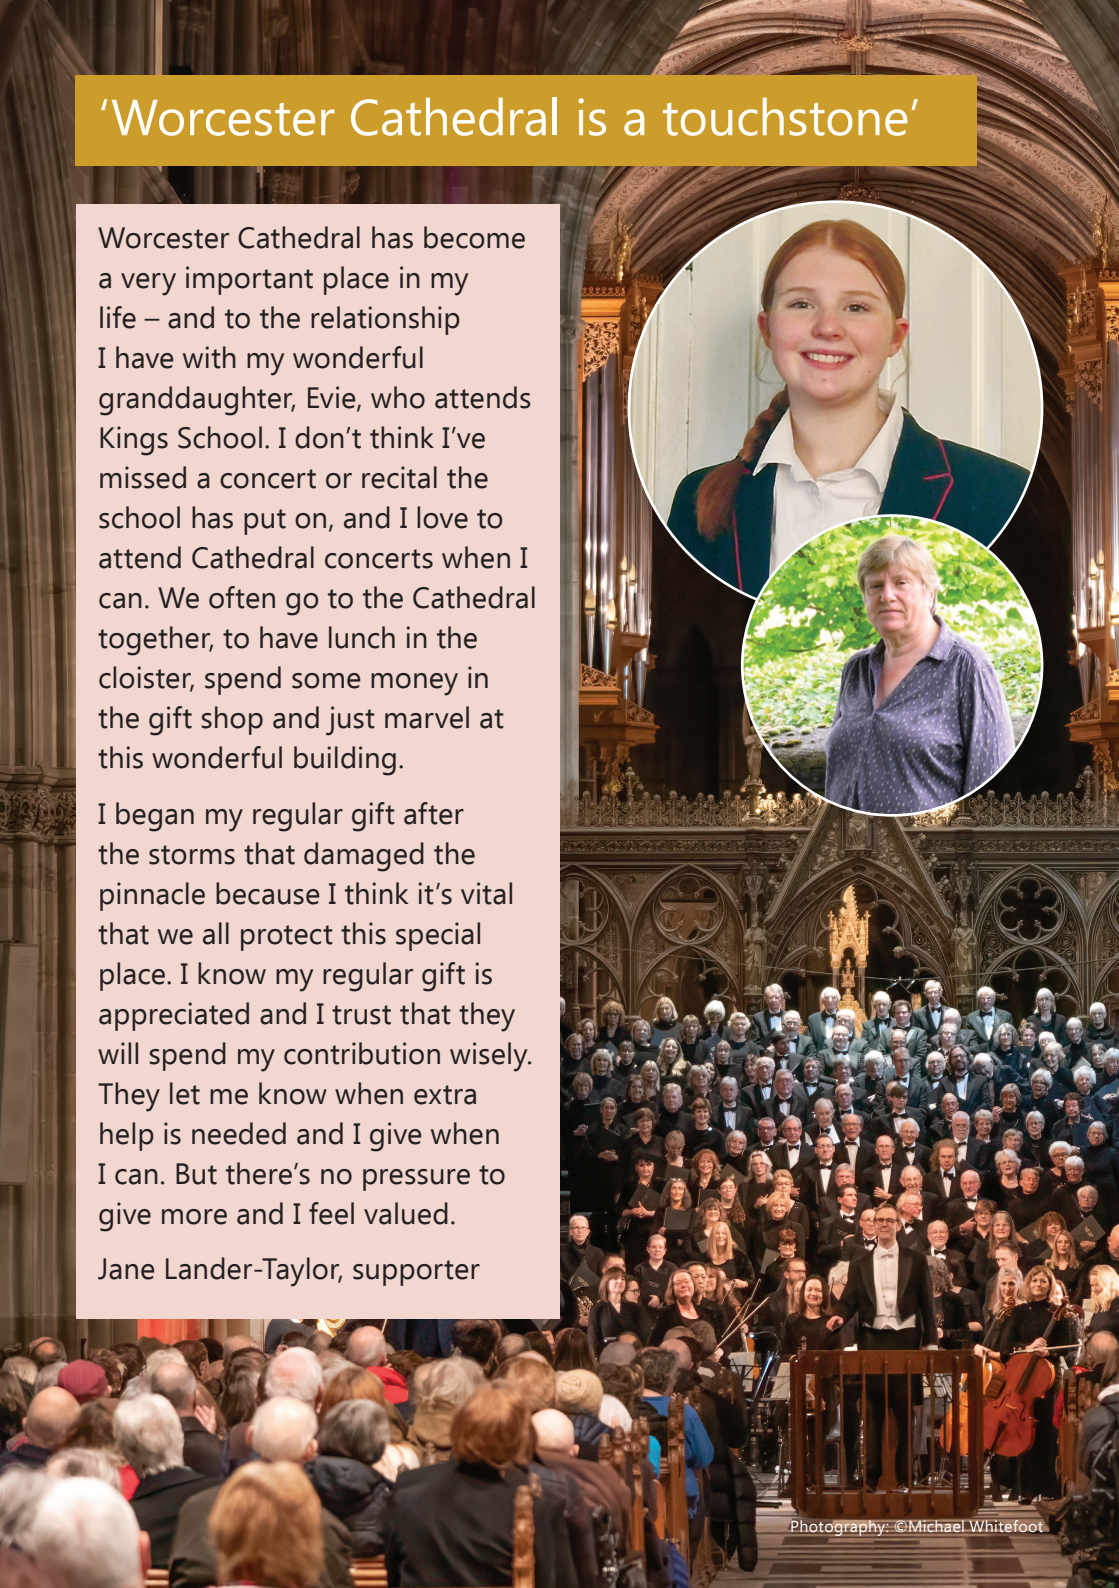 ‘Worcester Cathedral is a touchstone’
Worcester Cathedral has become
a very important place in my
life – and to the relationship
I have with my wonderful
granddaughter, Evie, who attends
Kings School. I don’t think I’ve
missed a concert or recital the
school has put on, and I love to
attend Cathedral concerts when I
can. We often go to the Cathedral
together, to have lunch in the
cloister, spend some money in
the gift shop and just marvel at
this wonderful building.
I began my regular gift after
the storms that damaged the
pinnacle because I think it’s vital
that we all protect this special
place. I know my regular gift is
appreciated and I trust that they
will spend my contribution wisely.
They let me know when extra
help is needed and I give when
I can. But there’s no pressure to
give more and I feel valued.
Jane Lander-Taylor, supporter
Photography: ©Michael Whitefoot